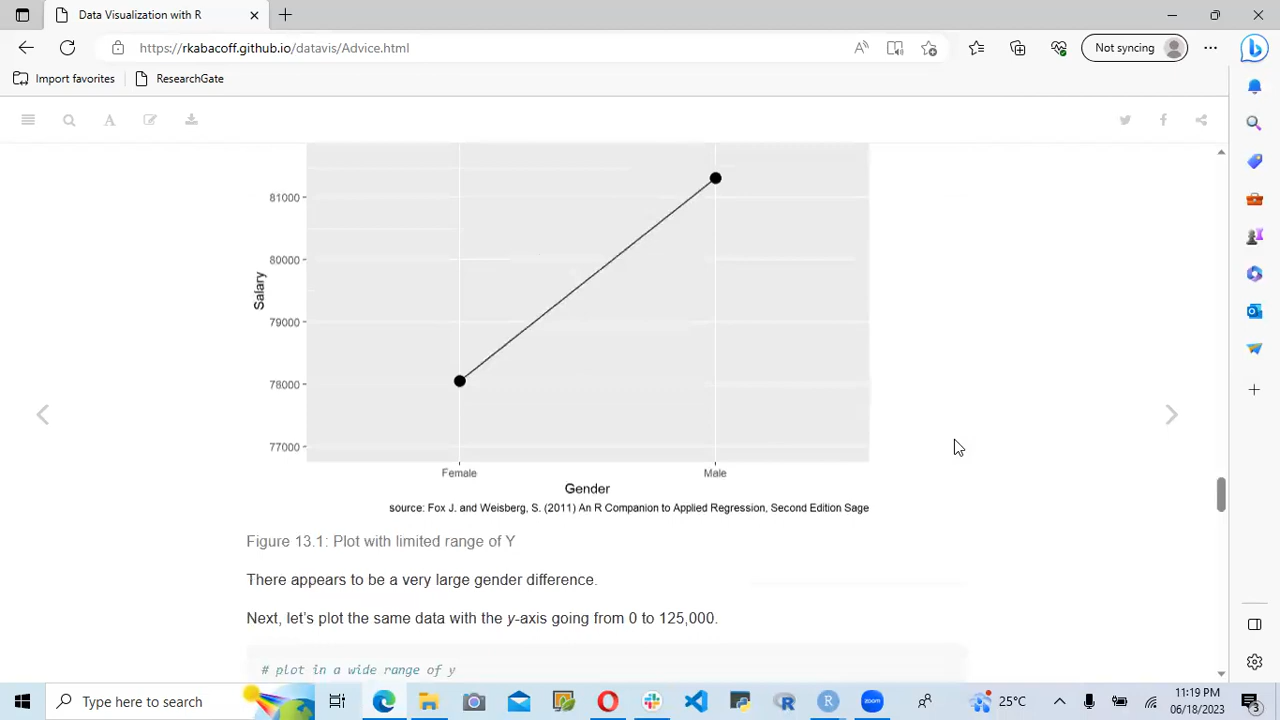 Data Visualization with R
https://rkabacoff.github.io/datavis/Advice.html
Not syncing
Import favorites
ResearchGate
81000
80000
79000
78000
77000
Salary
Female
Male
Gender
source: Fox J. and Weisberg, S. (2011) An R Companion to Applied Regression, Second Edition Sage
Figure 13.1: Plot with limited range of Y
There appears to be a very large gender difference.
Next, let’s plot the same data with the y-axis going from 0 to 125,000.
# plot in a wide range of y
Type here to search
zoom
25°C
11:19 PM
06/18/2023
3